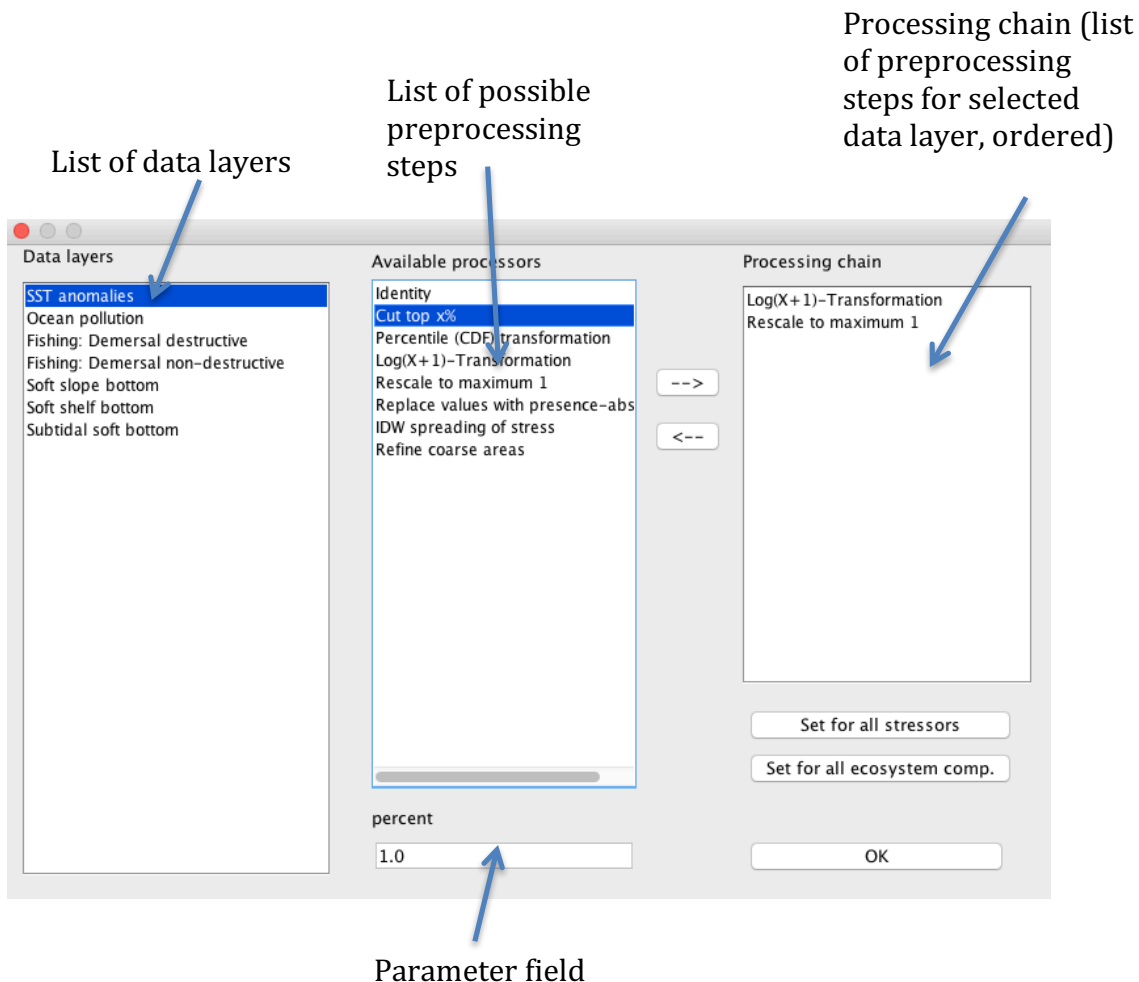 Processing chain (list
of preprocessing
steps for selected
data layer, ordered)
List of possible
preprocessing
steps
List of data layers
Data layers
SST anomalies
Ocean pollution
Fishing: Demersal destructive
Fishing: Demersal non-destructive
Soft slope bottom
Soft shelf bottom
Subtidal soft bottom
Available processors
Identity
Cut top x%
Percentile (CDF) transformation
Log(X+1)-Transformation
Rescale to maximum 1
Replace values with presence-abs
IDW spreading of stress
Refine coarse areas
-->
<--
percent
1.0
Processing chain
Log(X+1)-Transformation
Rescale to maximum 1
Set for all stressors
Set for all ecosystem comp.
OK
Parameter field